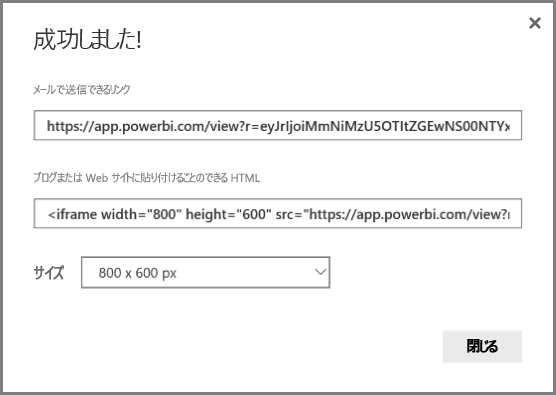 成功しました!
メールで送信できるリンク
https://app.powerbi.com/view?r=eyJrIjoiMmNiMzU5OTItZGEwNS00NTYx
ブログまたは Web サイトに貼り付けることのできる HTML
<iframe width="800" height="600" src="https://app.powerbi.com/view?r
サイズ
800 x 600 px
閉じる